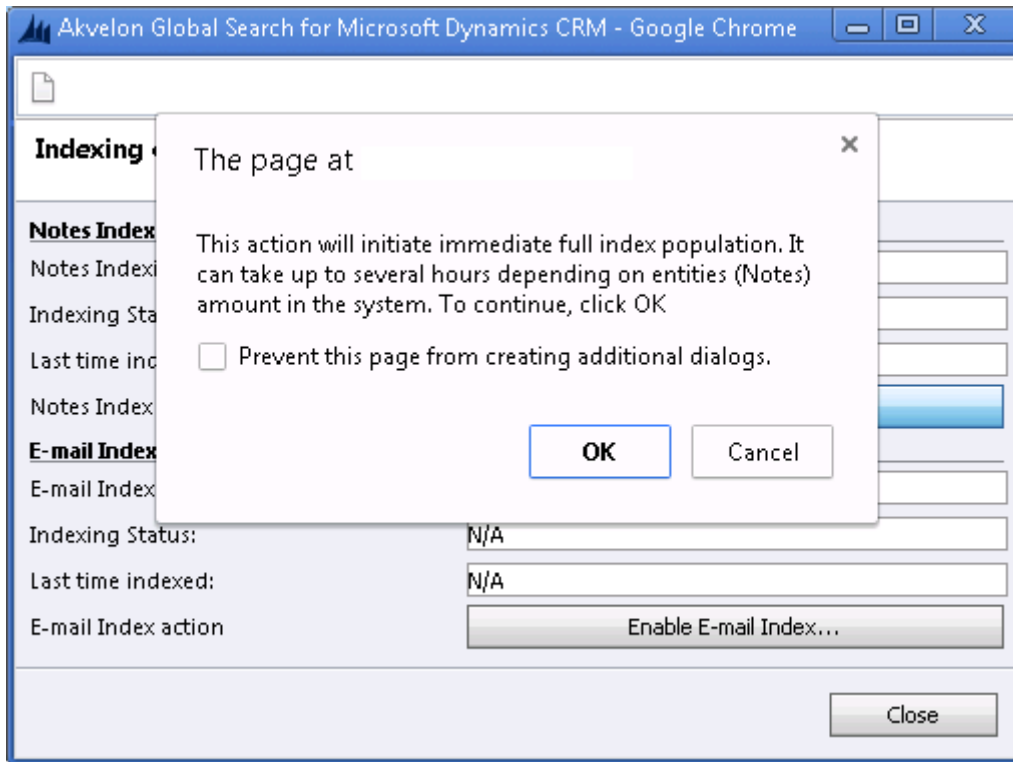 Akvelon Global Search for Microsoft Dynamics CRM - Google Chrome
Indexing
The page at
Notes Index
This action will initiate immediate full index population. It
can take up to several hours depending on entities (Notes)
amount in the system. To continue, click OK
Notes Indexi
Indexing Sta
Last time ind
Prevent this page from creating additional dialogs.
Notes Index
OK
Cancel
E-mail Index
E-mail Index
Indexing Status:
N/A
Last time indexed:
N/A
E-mail Index action
Enable E-mail Index...
Close